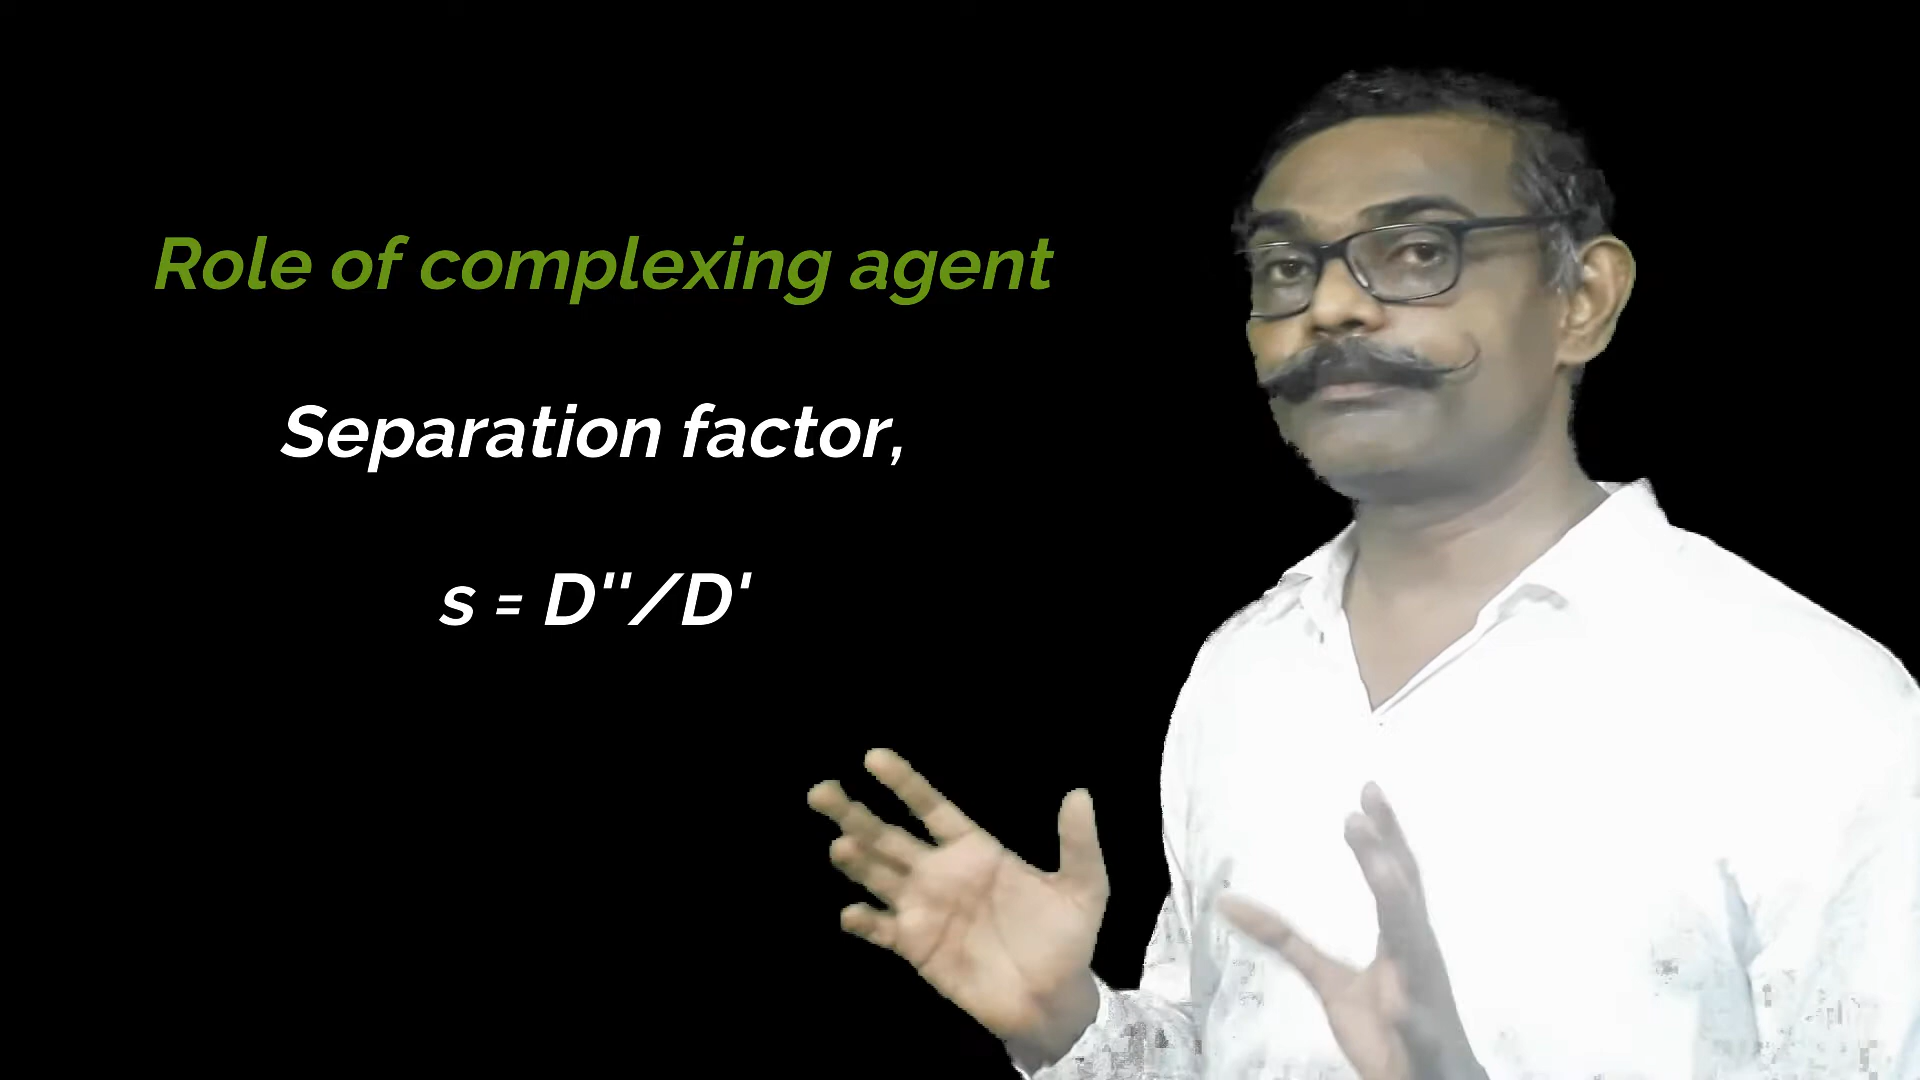 Role of complexing agent
Separation factor,
s = D''/D'